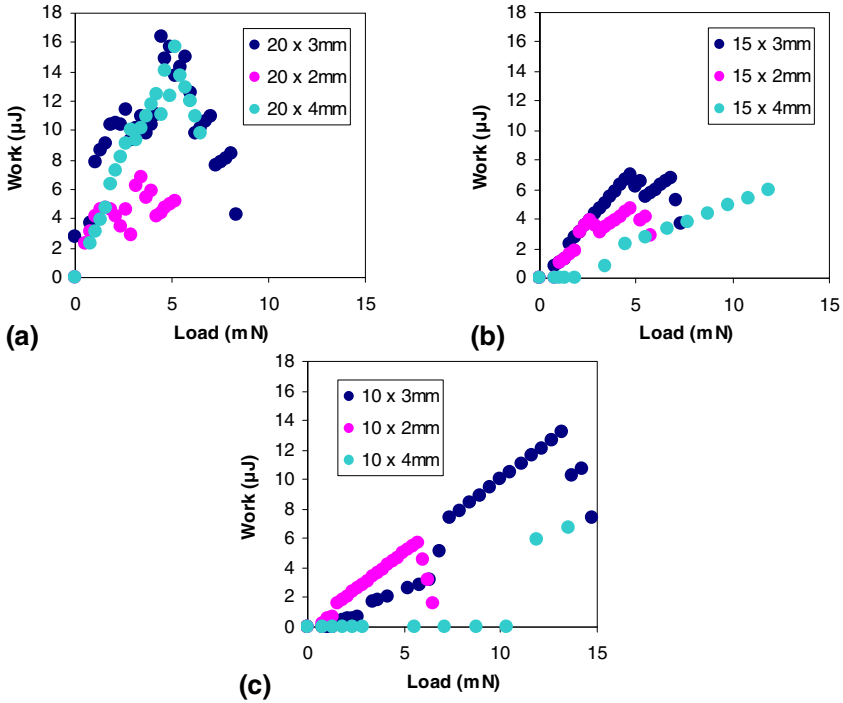 18
16
14
12
10
8
6
4
2
0
Work (µJ)
20 x 3mm
20 x 2mm
20 x 4mm
0 5 10 15
Load (mN)
(a)
18
16
14
12
10
8
6
4
2
0
Work (µJ)
15 x 3mm
15 x 2mm
15 x 4mm
0 5 10 15
Load (mN)
(b)
18
16
14
12
10
8
6
4
2
0
Work (µJ)
10 x 3mm
10 x 2mm
10 x 4mm
0 5 10 15
Load (mN)
(c)